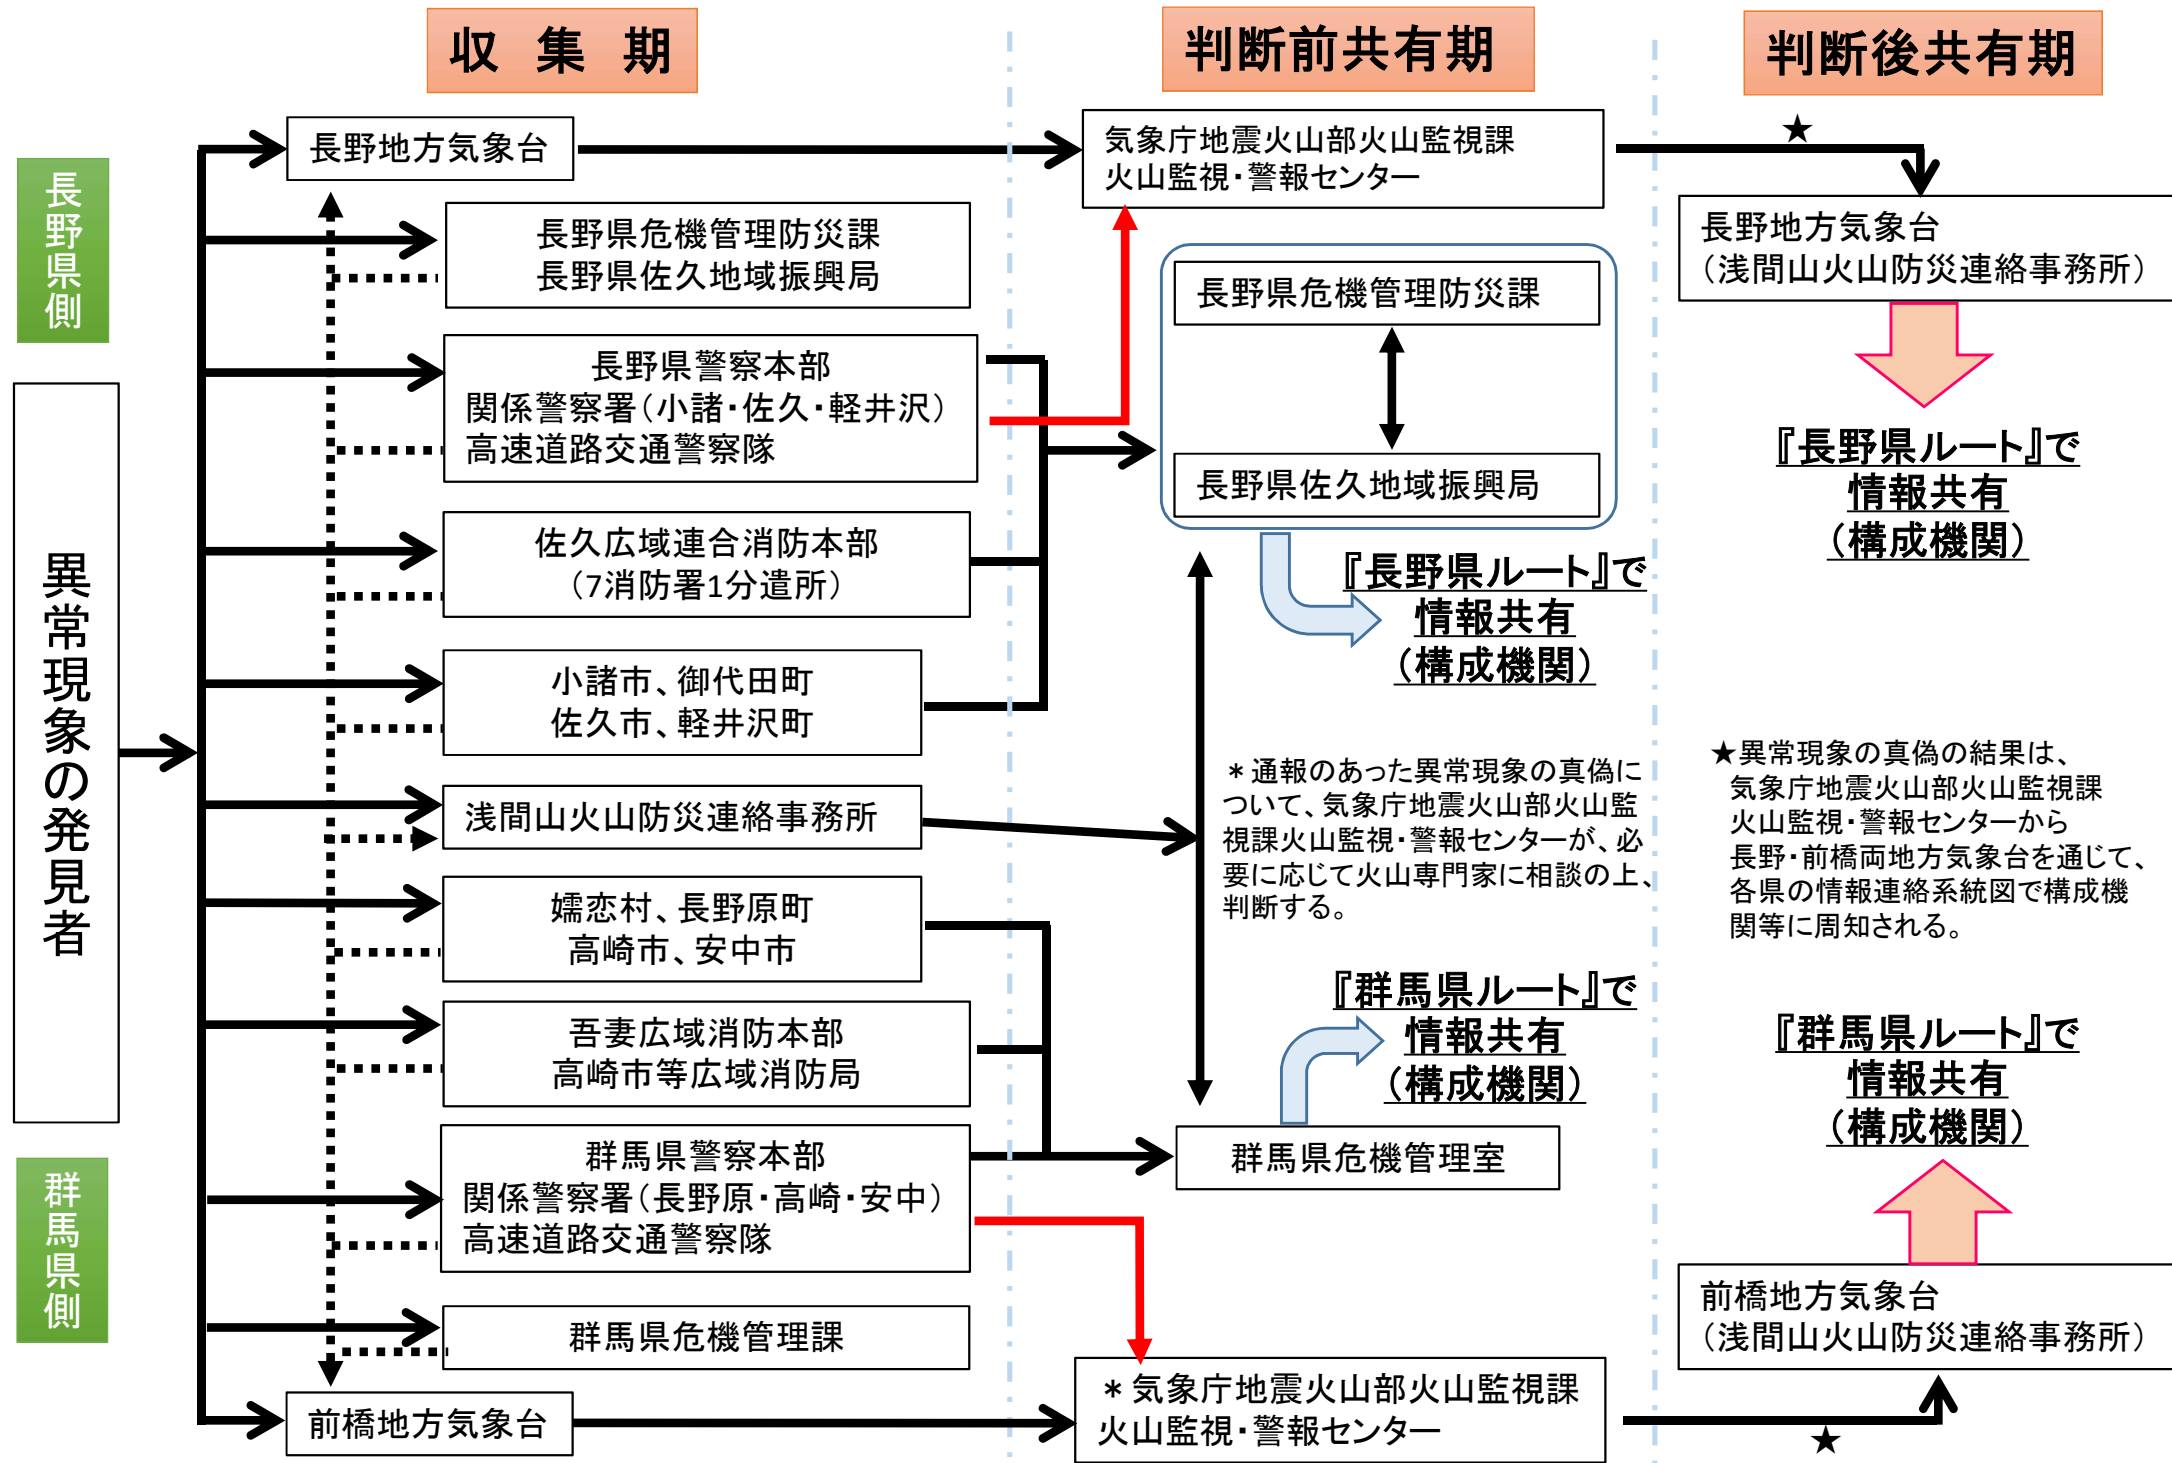 収集期
判断前共有期
判断後共有期
長野県側
異常現象の発見者
群馬県側
長野地方気象台
長野県危機管理防災課
長野県佐久地域振興局
長野県警察本部
関係警察署(小諸・佐久・軽井沢)
高速道路交通警察隊
佐久広域連合消防本部
(7消防署1分遣所)
小諸市、御代田町
佐久市、軽井沢町
浅間山火山防災連絡事務所
嬬恋村、長野原町
高崎市、安中市
吾妻広域消防本部
高崎市等広域消防局
群馬県警察本部
関係警察署(長野原・高崎・安中)
高速道路交通警察隊
群馬県危機管理課
前橋地方気象台
気象庁地震火山部火山監視課
火山監視・警報センター
長野県危機管理防災課
長野県佐久地域振興局
『長野県ルート』で
情報共有
(構成機関)
*通報のあった異常現象の真偽に
ついて、気象庁地震火山部火山監
視課火山監視・警報センターが、必
要に応じて火山専門家に相談の上、
判断する。
『群馬県ルート』で
情報共有
(構成機関)
群馬県危機管理室
*気象庁地震火山部火山監視課
火山監視・警報センター
★
長野地方気象台
(浅間山火山防災連絡事務所)
『長野県ルート』で
情報共有
(構成機関)
★異常現象の真偽の結果は、
気象庁地震火山部火山監視課
火山監視・警報センターから
長野・前橋両地方気象台を通じて、
各県の情報連絡系統図で構成機
関等に周知される。
『群馬県ルート』で
情報共有
(構成機関)
前橋地方気象台
(浅間山火山防災連絡事務所)
★